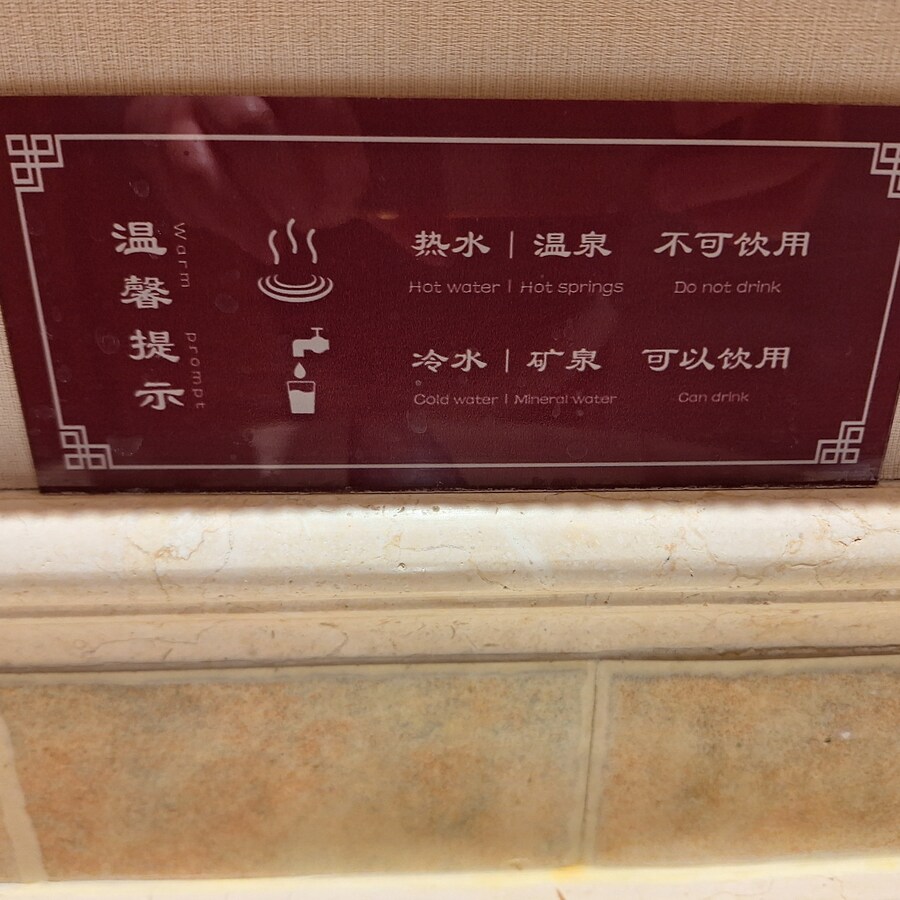 温馨提示
Warm prompt
热水 | 温泉 不可饮用
Hot water | Hot springs Do not drink
冷水 | 矿泉 可以饮用
Cold water | Mineral water Can drink